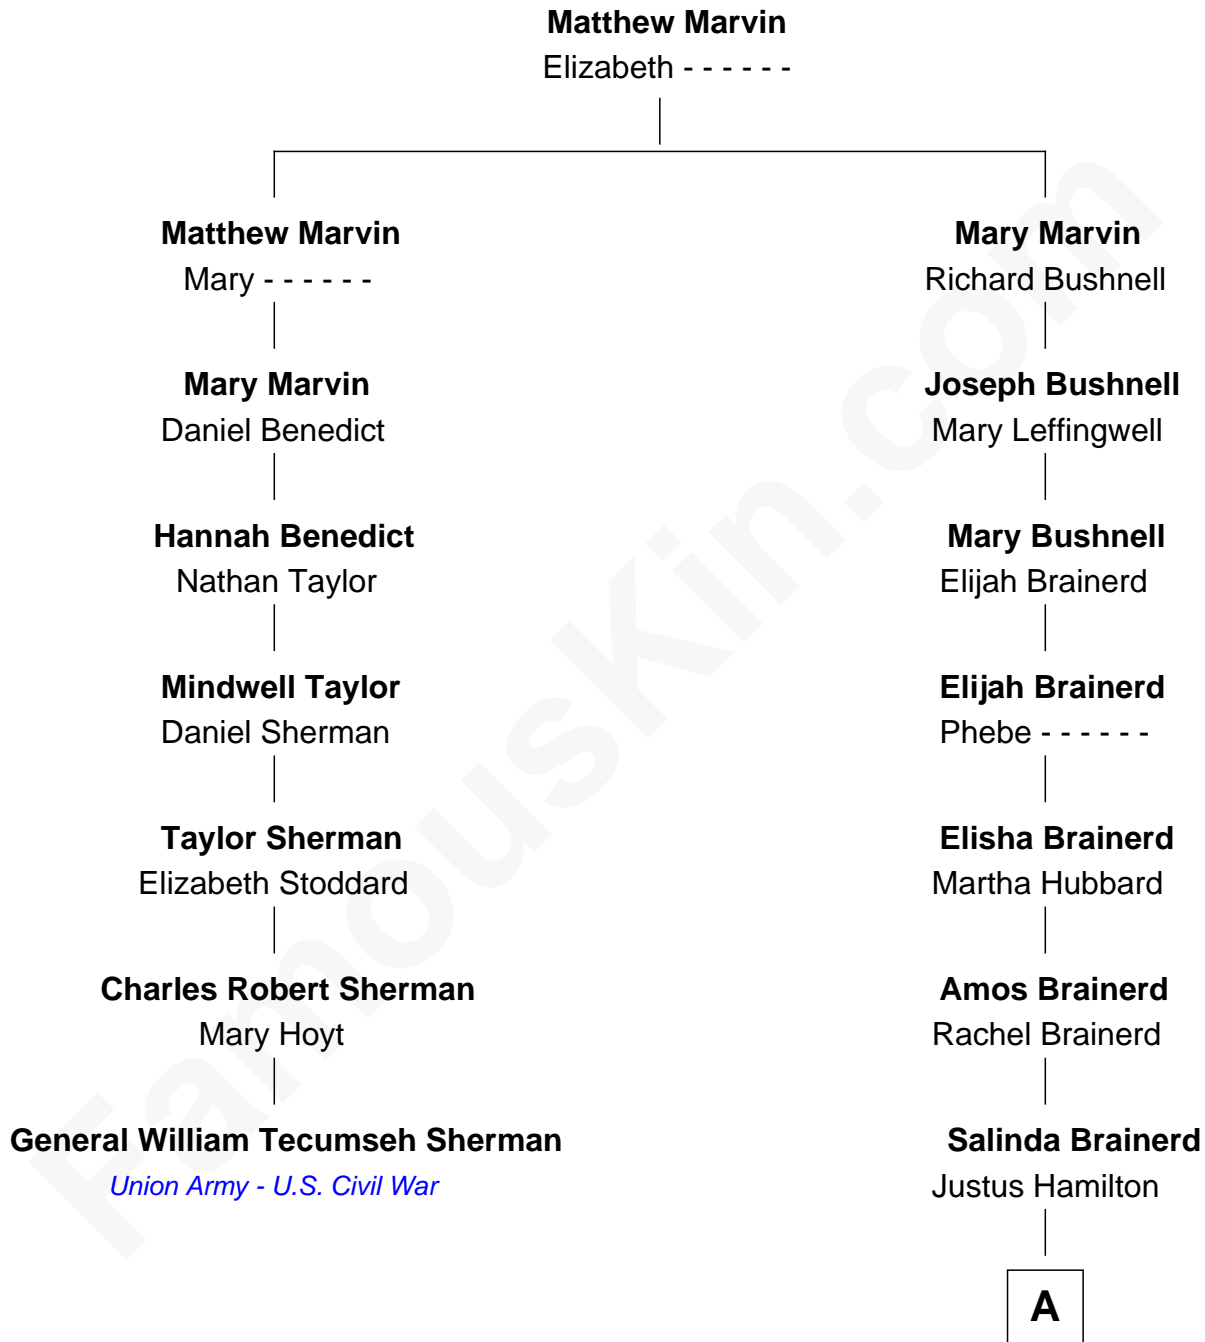 Matthew Marvin
Elizabeth - - - - - -
Matthew Marvin
Mary - - - - - -
Mary Marvin
Richard Bushnell
Mary Marvin
Daniel Benedict
Joseph Bushnell
Mary Leffingwell
Hannah Benedict
Nathan Taylor
Mary Bushnell
Elijah Brainerd
Mindwell Taylor
Daniel Sherman
Elijah Brainerd
Phebe - - - - - -
Taylor Sherman
Elizabeth Stoddard
Elisha Brainerd
Martha Hubbard
Charles Robert Sherman
Mary Hoyt
Amos Brainerd
Rachel Brainerd
General William Tecumseh Sherman
Union Army - U.S. Civil War
Salinda Brainerd
Justus Hamilton
A
FamousKin.com